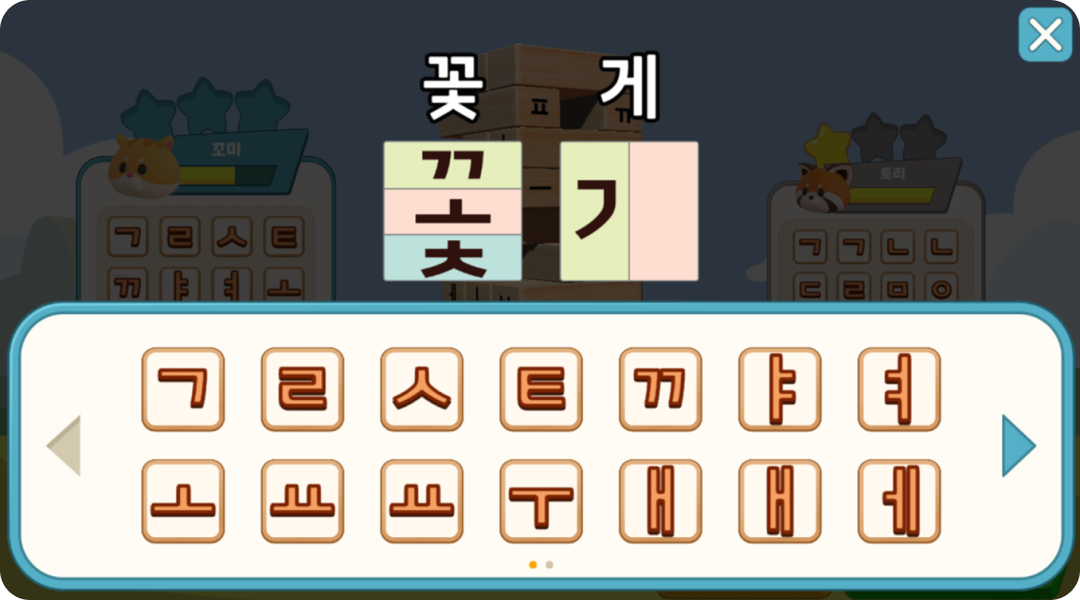 꽃 게
ㅍ ㅠ
꼬미
토리
ㄲ
ㅗ
ㅊ
ㄱ
ㅡ
ㄱ ㄹ ㅅ ㅌ
ㄲ ㅑ ㅕ ㅗ
ㄱ ㄱ ㄴ ㄴ
ㄷ ㄹ ㅁ ㅇ
ㄱ ㄹ ㅅ ㅌ ㄲ ㅑ ㅕ
ㅗ ㅛ ㅛ ㅜ ㅐ ㅐ ㅔ